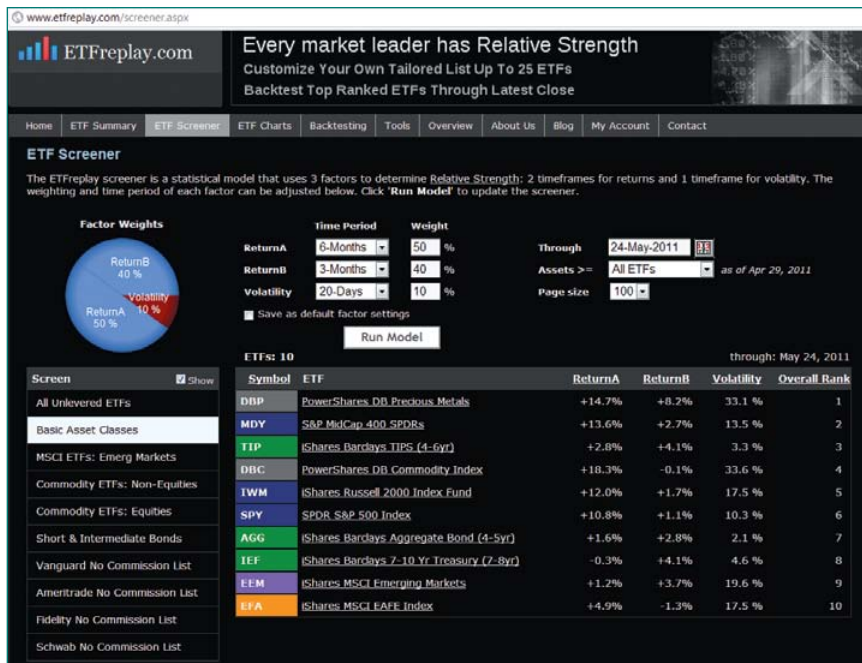 www.etfreplay.com/screener.aspx
ETFreplay.com
Every market leader has Relative Strength
Customize Your Own Tailored List Up To 25 ETFs
Backtest Top Ranked ETFs Through Latest Close
Home ETF Summary ETF Screener ETF Charts Backtesting Tools Overview About Us Blog My Account Contact
ETF Screener
The ETFreplay screener is a statistical model that uses 3 factors to determine Relative Strength: 2 timeframes for returns and 1 timeframe for volatility. The
weighting and time period of each factor can be adjusted below. Click 'Run Model' to update the screener.
Factor Weights
ReturnB
40 %
Volatility
10 %
ReturnA
50 %
Time Period Weight
ReturnA 6-Months 50 % Through 24-May-2011
ReturnB 3-Months 40 % Assets >= All ETFs as of Apr 29, 2011
Volatility 20-Days 10 % Page size 100
Save as default factor settings
Run Model
ETFs: 10 through: May 24, 2011
Screen Show
All Unlevered ETFs
Basic Asset Classes
MSCI ETFs: Emerg Markets
Commodity ETFs: Non-Equities
Commodity ETFs: Equities
Short & Intermediate Bonds
Vanguard No Commission List
Ameritrade No Commission List
Fidelity No Commission List
Schwab No Commission List
Symbol ETF ReturnA ReturnB Volatility Overall Rank
DBP PowerShares DB Precious Metals +14.7% +8.2% 33.1 % 1
MDY S&P MidCap 400 SPDRs +13.6% +2.7% 13.5 % 2
TIP iShares Barclays TIPS (4-6yr) +2.8% +4.1% 3.3 % 3
DBC PowerShares DB Commodity Index +18.3% -0.1% 33.6 % 4
IWM iShares Russell 2000 Index Fund +12.0% +1.7% 17.5 % 5
SPY SPDR S&P 500 Index +10.8% +1.1% 10.3 % 6
AGG iShares Barclays Aggregate Bond (4-5yr) +1.6% +2.8% 2.1 % 7
IEF iShares Barclays 7-10 Yr Treasury (7-8yr) -0.3% +4.1% 4.6 % 8
EEM iShares MSCI Emerging Markets +1.2% +3.7% 19.6 % 9
EFA iShares MSCI EAFE Index +4.9% -1.3% 17.5 % 10